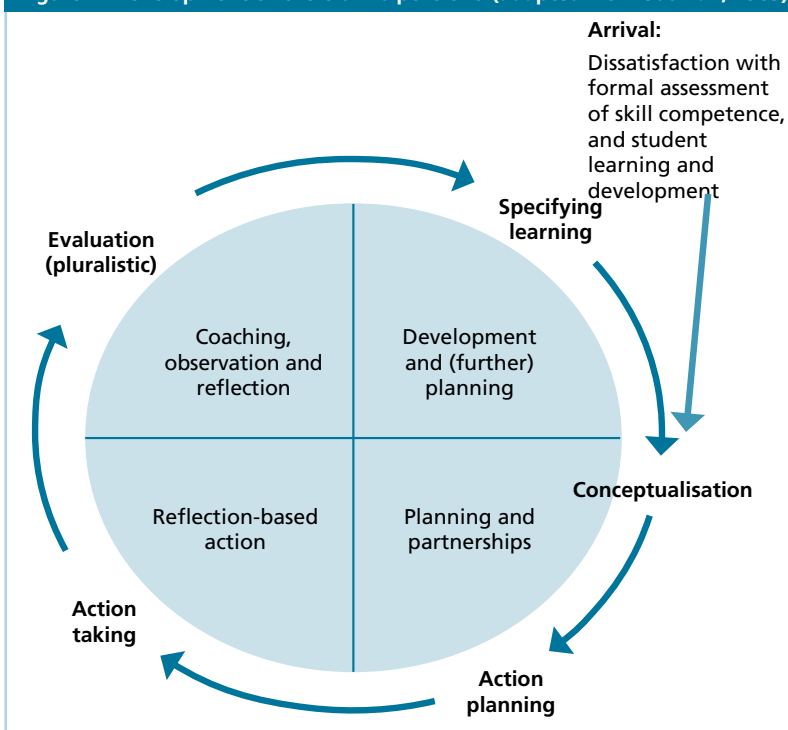 Arrival:
Dissatisfaction with
formal assessment
of skill competence,
and student
learning and
development
Specifying
learning
Evaluation
(pluralistic)
Coaching,
observation and
reflection
Development
and (further)
planning
Conceptualisation
Reflection-based
action
Planning and
partnerships
Action
taking
Action
planning